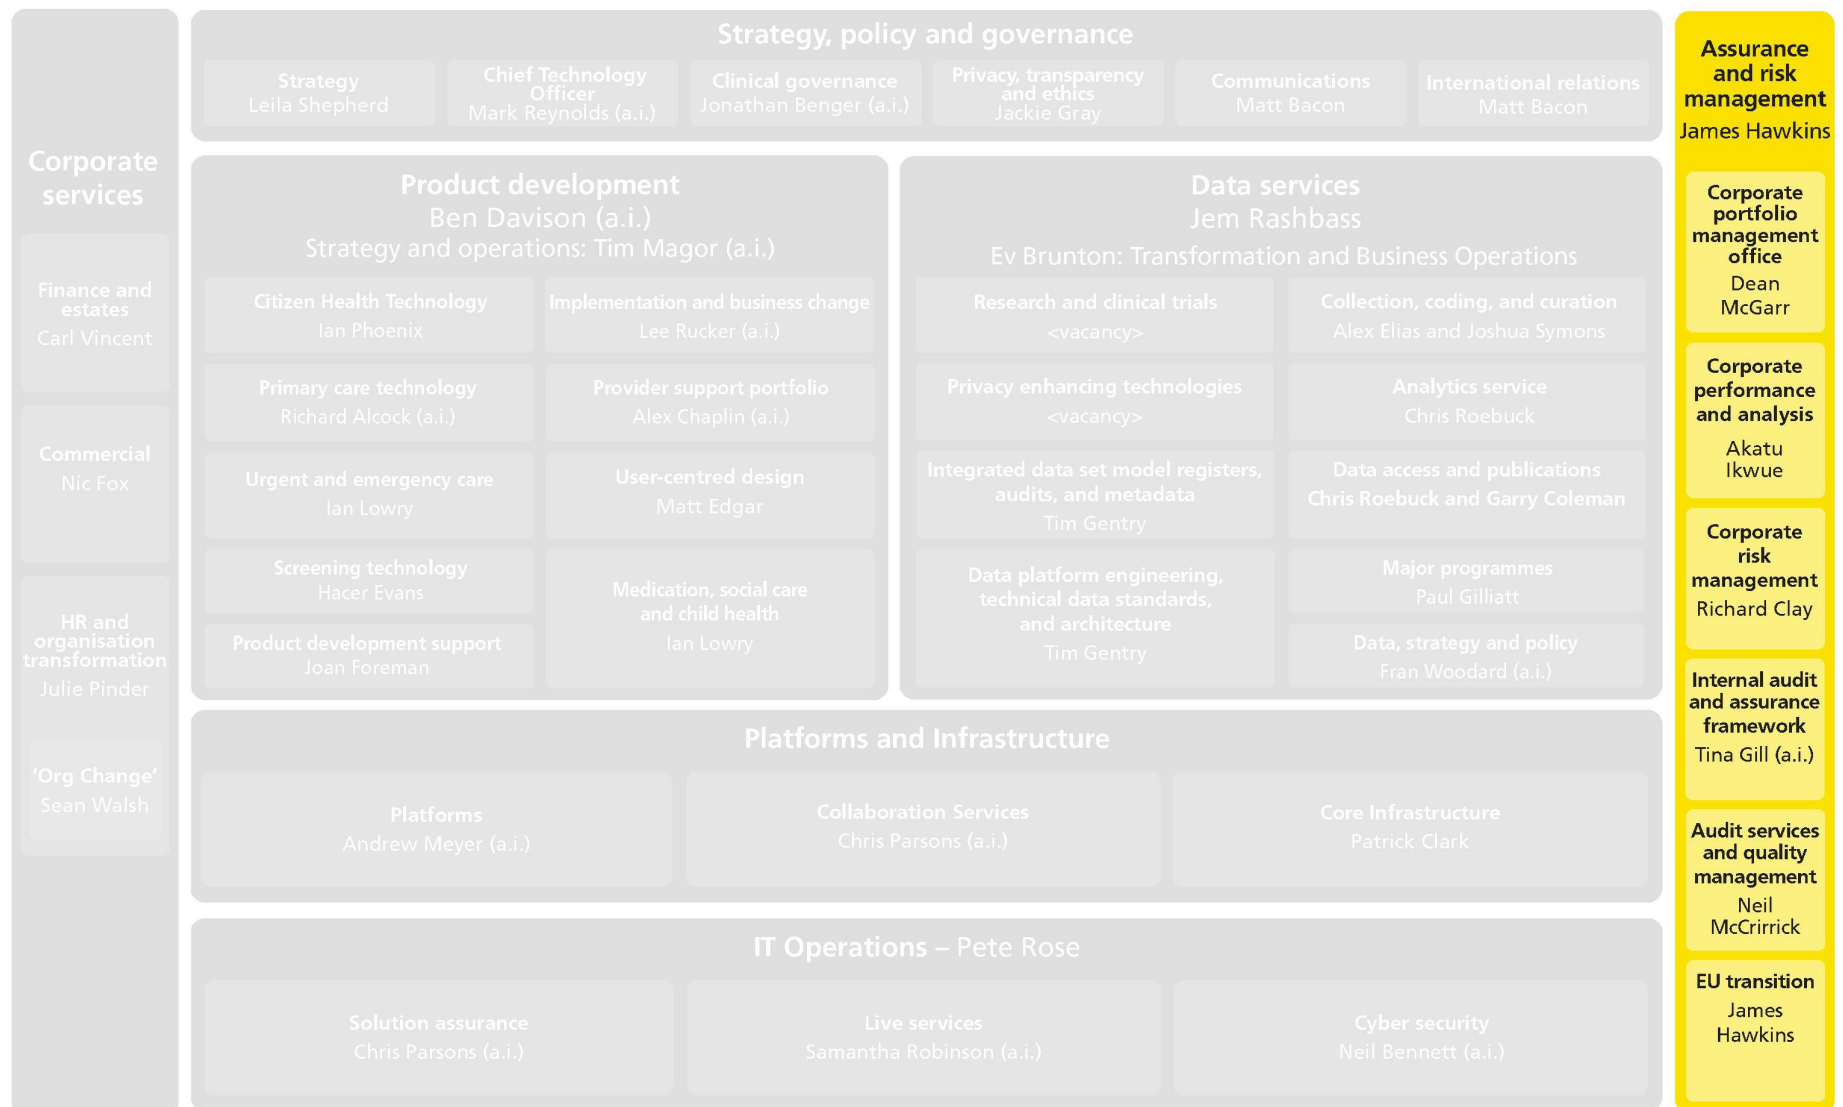 Corporate
services
Finance and
estates
Carl Vincent
Commercial
Nic Fox
HR and
organisation
transformation
Julie Pinder
'Org Change'
Sean Walsh
Strategy, policy and governance
Strategy
Leila Shepherd
Chief Technology
Officer
Mark Reynolds (a.i.)
Clinical governance
Jonathan Benger (a.i.)
Privacy, transparency
and ethics
Jackie Gray
Communications
Matt Bacon
International relations
Matt Bacon
Product development
Ben Davison (a.i.)
Strategy and operations: Tim Magor (a.i.)
Citizen Health Technology
Ian Phoenix
Implementation and business change
Lee Rucker (a.i.)
Primary care technology
Richard Alcock (a.i.)
Provider support portfolio
Alex Chaplin (a.i.)
Urgent and emergency care
Ian Lowry
User-centred design
Matt Edgar
Screening technology
Hacer Evans
Medication, social care
and child health
Ian Lowry
Product development support
Joan Foreman
Data services
Jem Rashbass
Ev Brunton: Transformation and Business Operations
Research and clinical trials
<vacancy>
Collection, coding, and curation
Alex Elias and Joshua Symons
Privacy enhancing technologies
<vacancy>
Analytics service
Chris Roebuck
Integrated data set model registers,
audits, and metadata
Tim Gentry
Data access and publications
Chris Roebuck and Garry Coleman
Data platform engineering,
technical data standards,
and architecture
Tim Gentry
Major programmes
Paul Gilliatt
Data, strategy and policy
Fran Woodard (a.i.)
Platforms and Infrastructure
Platforms
Andrew Meyer (a.i.)
Collaboration Services
Chris Parsons (a.i.)
Core Infrastructure
Patrick Clark
IT Operations – Pete Rose
Solution assurance
Chris Parsons (a.i.)
Live services
Samantha Robinson (a.i.)
Cyber security
Neil Bennett (a.i.)
Assurance
and risk
management
James Hawkins
Corporate
portfolio
management
office
Dean
McGarr
Corporate
performance
and analysis
Akatu
Ikwue
Corporate
risk
management
Richard Clay
Internal audit
and assurance
framework
Tina Gill (a.i.)
Audit services
and quality
management
Neil
McCrirrick
EU transition
James
Hawkins